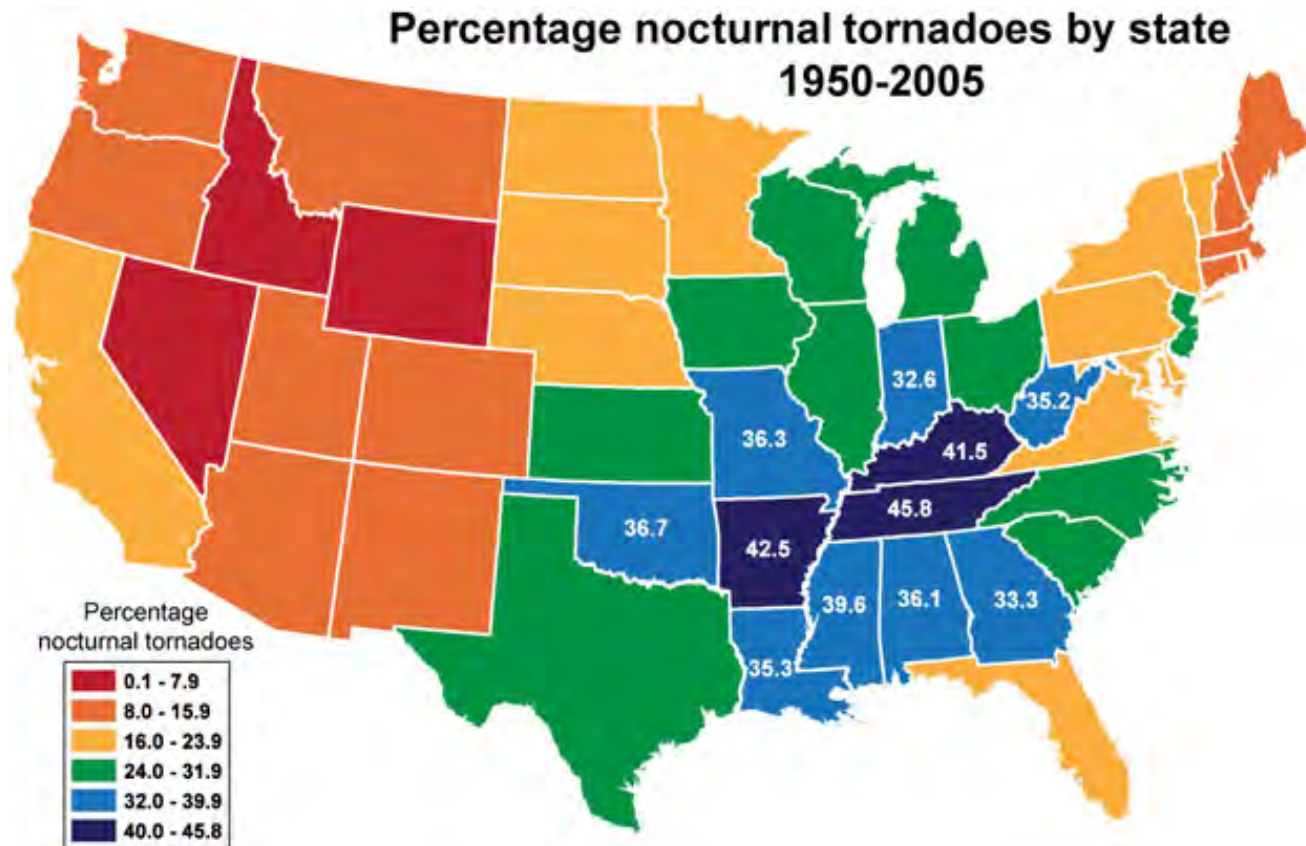 Percentage nocturnal tornadoes by state
1950-2005
32.6
35.2
36.3
41.5
45.8
36.7
42.5
39.6
36.1
33.3
35.3
Percentage
nocturnal tornadoes
0.1 - 7.9
8.0 - 15.9
16.0 - 23.9
24.0 - 31.9
32.0 - 39.9
40.0 - 45.8